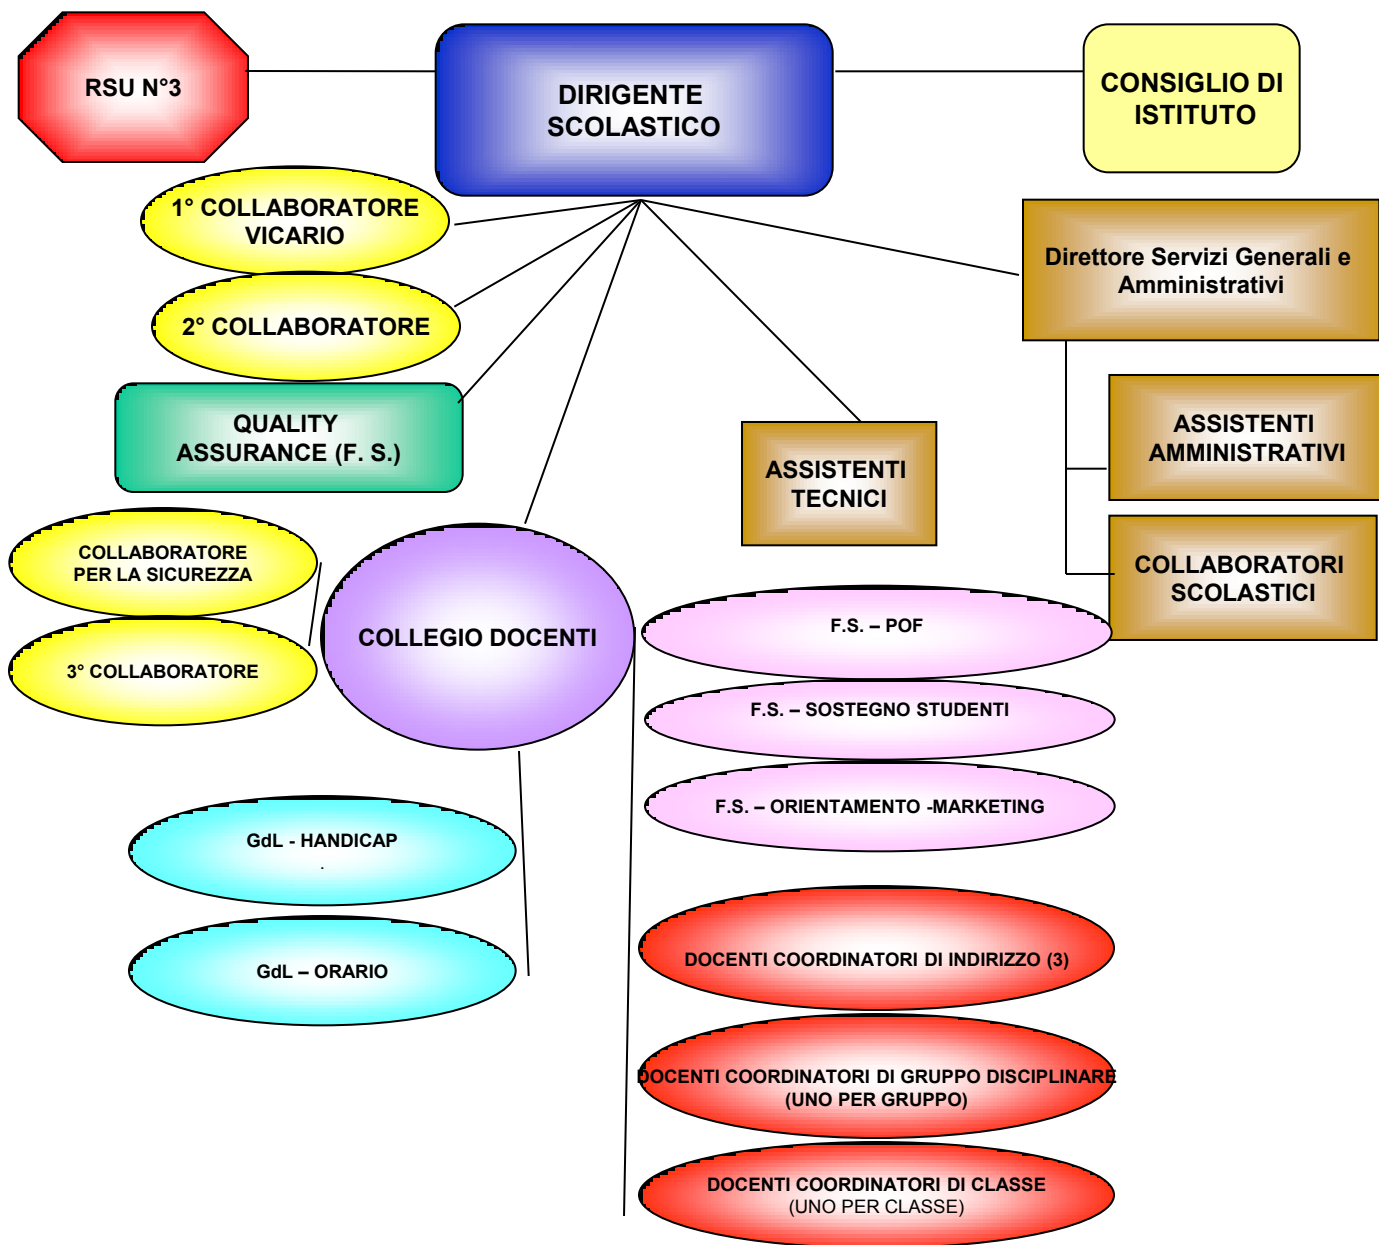 RSU N°3
DIRIGENTE
SCOLASTICO
CONSIGLIO DI
ISTITUTO
1° COLLABORATORE
VICARIO
2° COLLABORATORE
Direttore Servizi Generali e
Amministrativi
QUALITY
ASSURANCE (F. S.)
ASSISTENTI
TECNICI
ASSISTENTI
AMMINISTRATIVI
COLLABORATORI
SCOLASTICI
COLLABORATORE
PER LA SICUREZZA
3° COLLABORATORE
COLLEGIO DOCENTI
F.S. – POF
F.S. – SOSTEGNO STUDENTI
F.S. – ORIENTAMENTO -MARKETING
GdL - HANDICAP
.
GdL – ORARIO
DOCENTI COORDINATORI DI INDIRIZZO (3)
DOCENTI COORDINATORI DI GRUPPO DISCIPLINARE
(UNO PER GRUPPO)
DOCENTI COORDINATORI DI CLASSE
(UNO PER CLASSE)